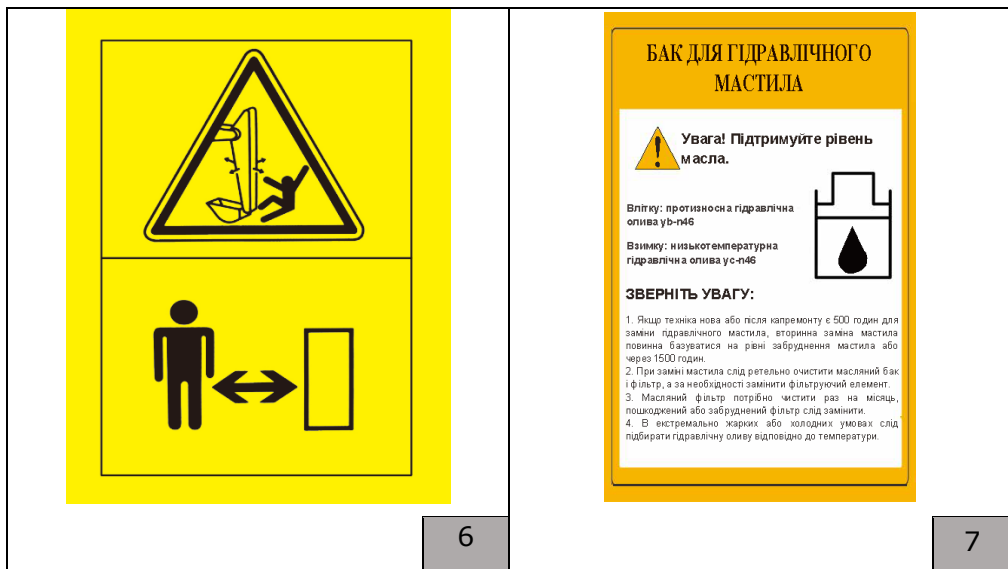 БАК ДЛЯ ГІДРАВЛІЧНОГО
МАСТИЛА
Увага! Підтримуйте рівень
масла.
Влітку: протизносна гідравлічна
олива yb-n46
Взимку: низькотемпературна
гідравлічна олива yc-n46
ЗВЕРНІТЬ УВАГУ:
1. Якщо техніка нова або після капремонту є 500 годин для
заміни гідравлічного мастила, вторинна заміна мастила
повинна базуватися на рівні забруднення мастила або
через 1500 годин.
2. При заміні мастила слід ретельно очистити масляний бак
і фільтр, а за необхідності замінити фільтруючий елемент.
3. Масляний фільтр потрібно чистити раз на місяць,
пошкоджений або забруднений фільтр слід замінити.
4. В екстремально жарких або холодних умовах слід
підбирати гідравлічну оливу відповідно до температури.
6
7